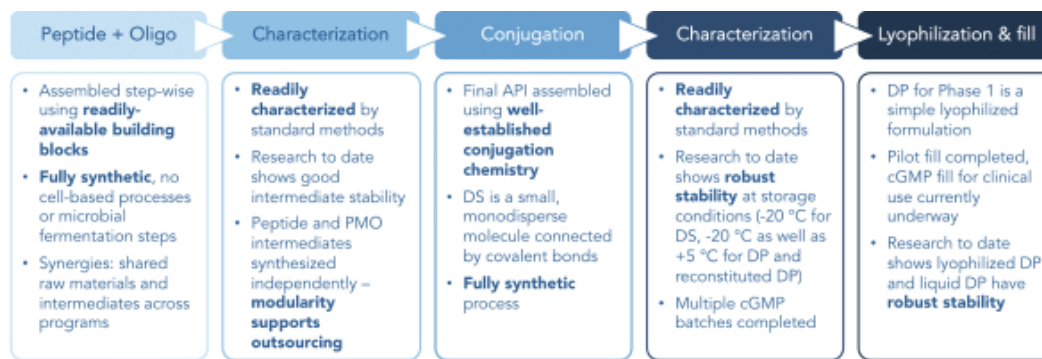 Peptide + Oligo
• Assembled step-wise
using readily-
available building
blocks
• Fully synthetic, no
cell-based processes
or microbial
fermentation steps
• Synergies: shared
raw materials and
intermediates across
programs
Characterization
• Readily
characterized by
standard methods
• Research to date
shows good
intermediate stability
• Peptide and PMO
intermediates
synthesized
independently –
modularity
supports
outsourcing
Conjugation
• Final API assembled
using well-
established
conjugation
chemistry
• DS is a small,
monodisperse
molecule connected
by covalent bonds
• Fully synthetic
process
Characterization
• Readily
characterized by
standard methods
• Research to date
shows robust
stability at storage
conditions (-20 °C for
DS, -20 °C as well as
+5 °C for DP and
reconstituted DP)
• Multiple cGMP
batches completed
Lyophilization & fill
• DP for Phase 1 is a
simple lyophilized
formulation
• Pilot fill completed,
cGMP fill for clinical
use currently
underway
• Research to date
shows lyophilized DP
and liquid DP have
robust stability